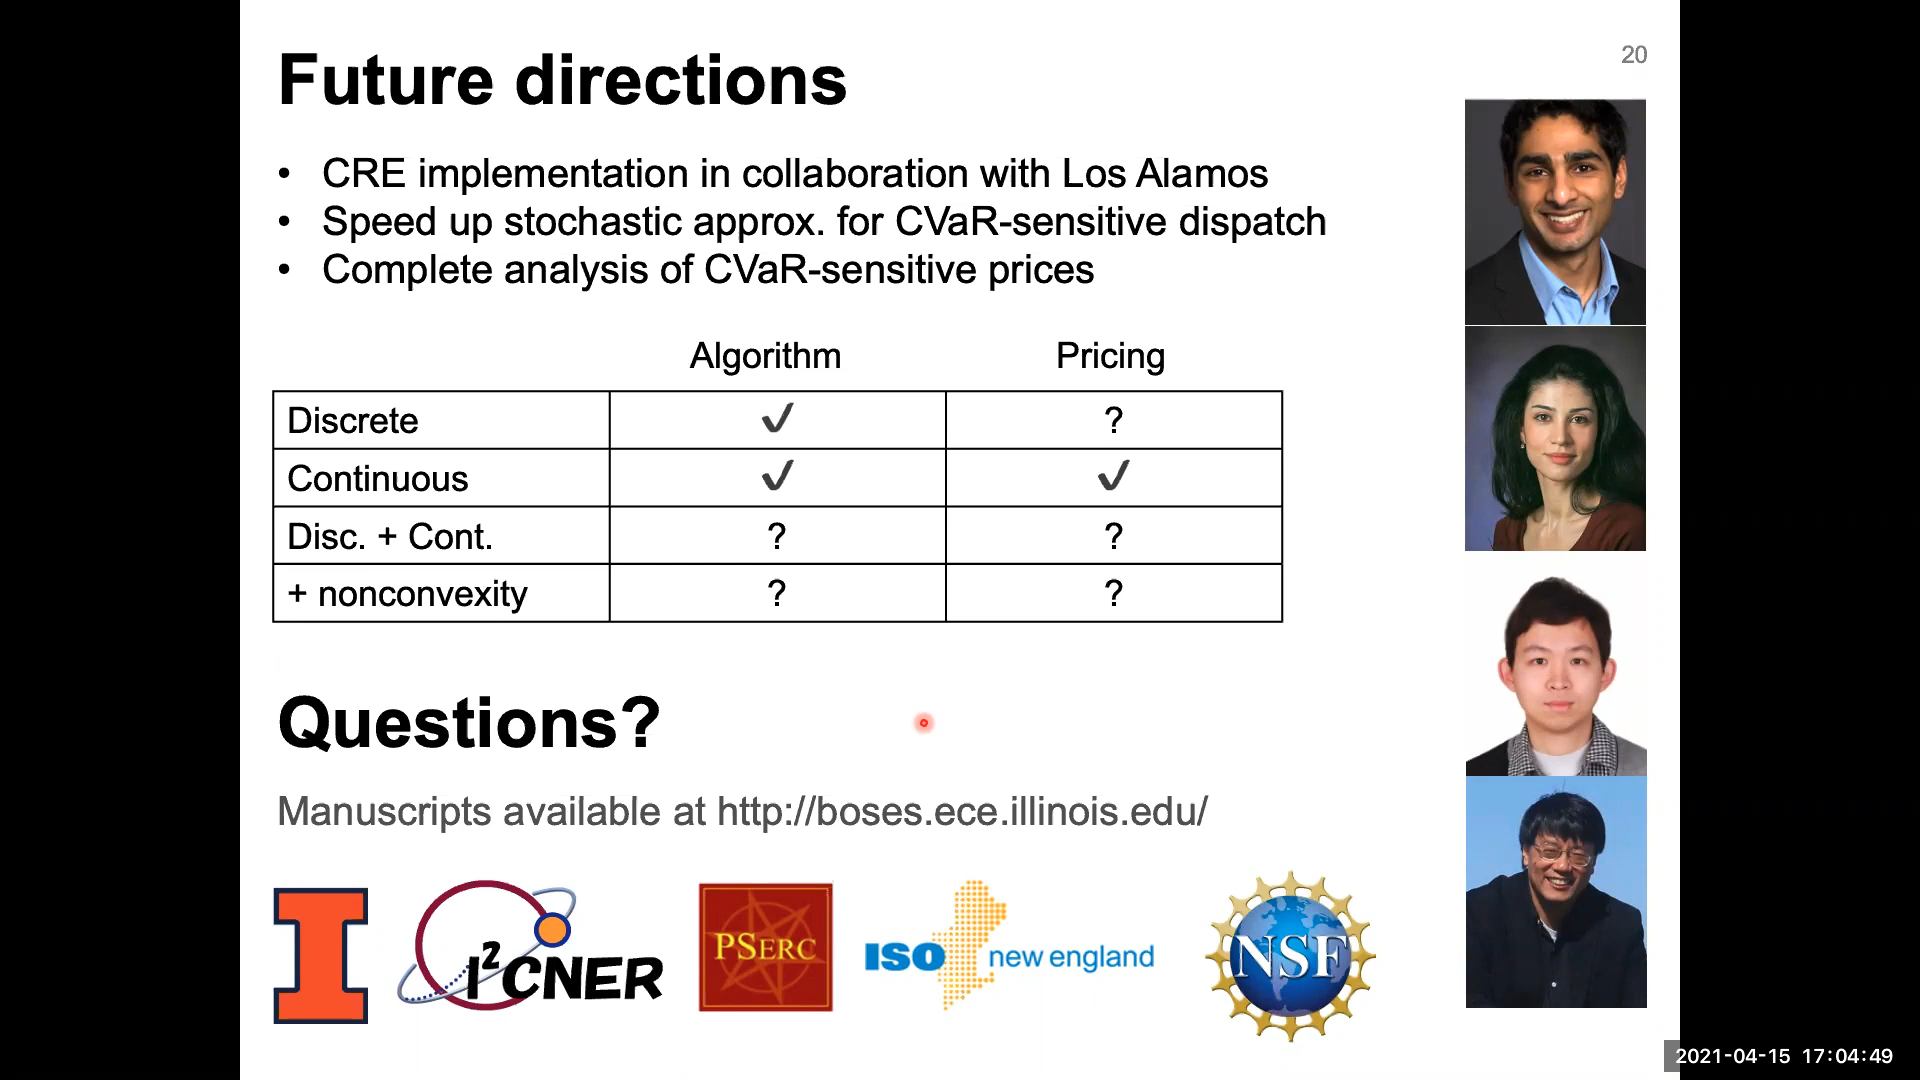 20
Future directions
• CRE implementation in collaboration with Los Alamos
• Speed up stochastic approx. for CVaR-sensitive dispatch
• Complete analysis of CVaR-sensitive prices
Algorithm Pricing
Discrete ✓ ?
Continuous ✓ ✓
Disc. + Cont. ? ?
+ nonconvexity ? ?
Questions?
Manuscripts available at http://boses.ece.illinois.edu/
I I²CNER PSERC ISO new england NSF
2021-04-15 17:04:49